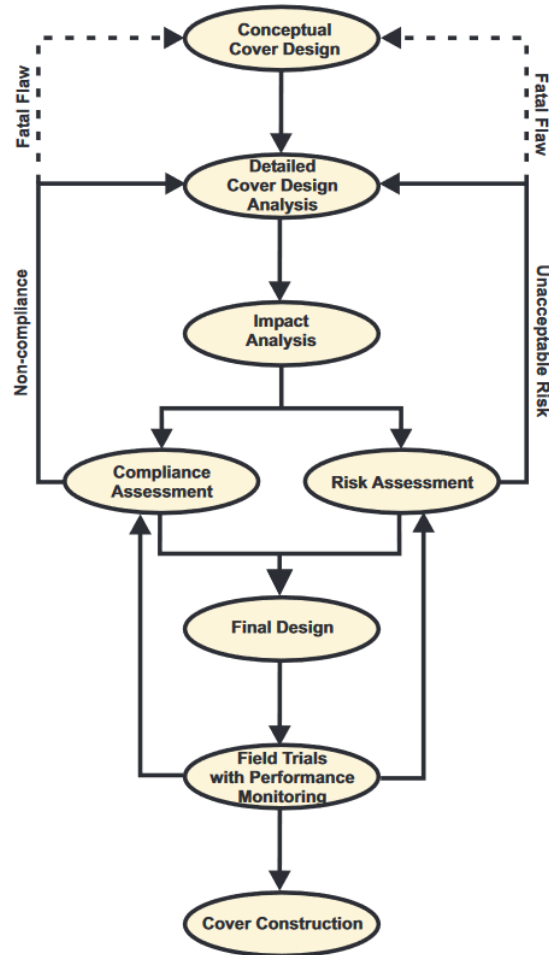 Conceptual
Cover Design
Fatal Flaw
Fatal Flaw
Detailed
Cover Design
Analysis
Non-compliance
Unacceptable Risk
Impact
Analysis
Compliance
Assessment
Risk Assessment
Final Design
Field Trials
with Performance
Monitoring
Cover Construction